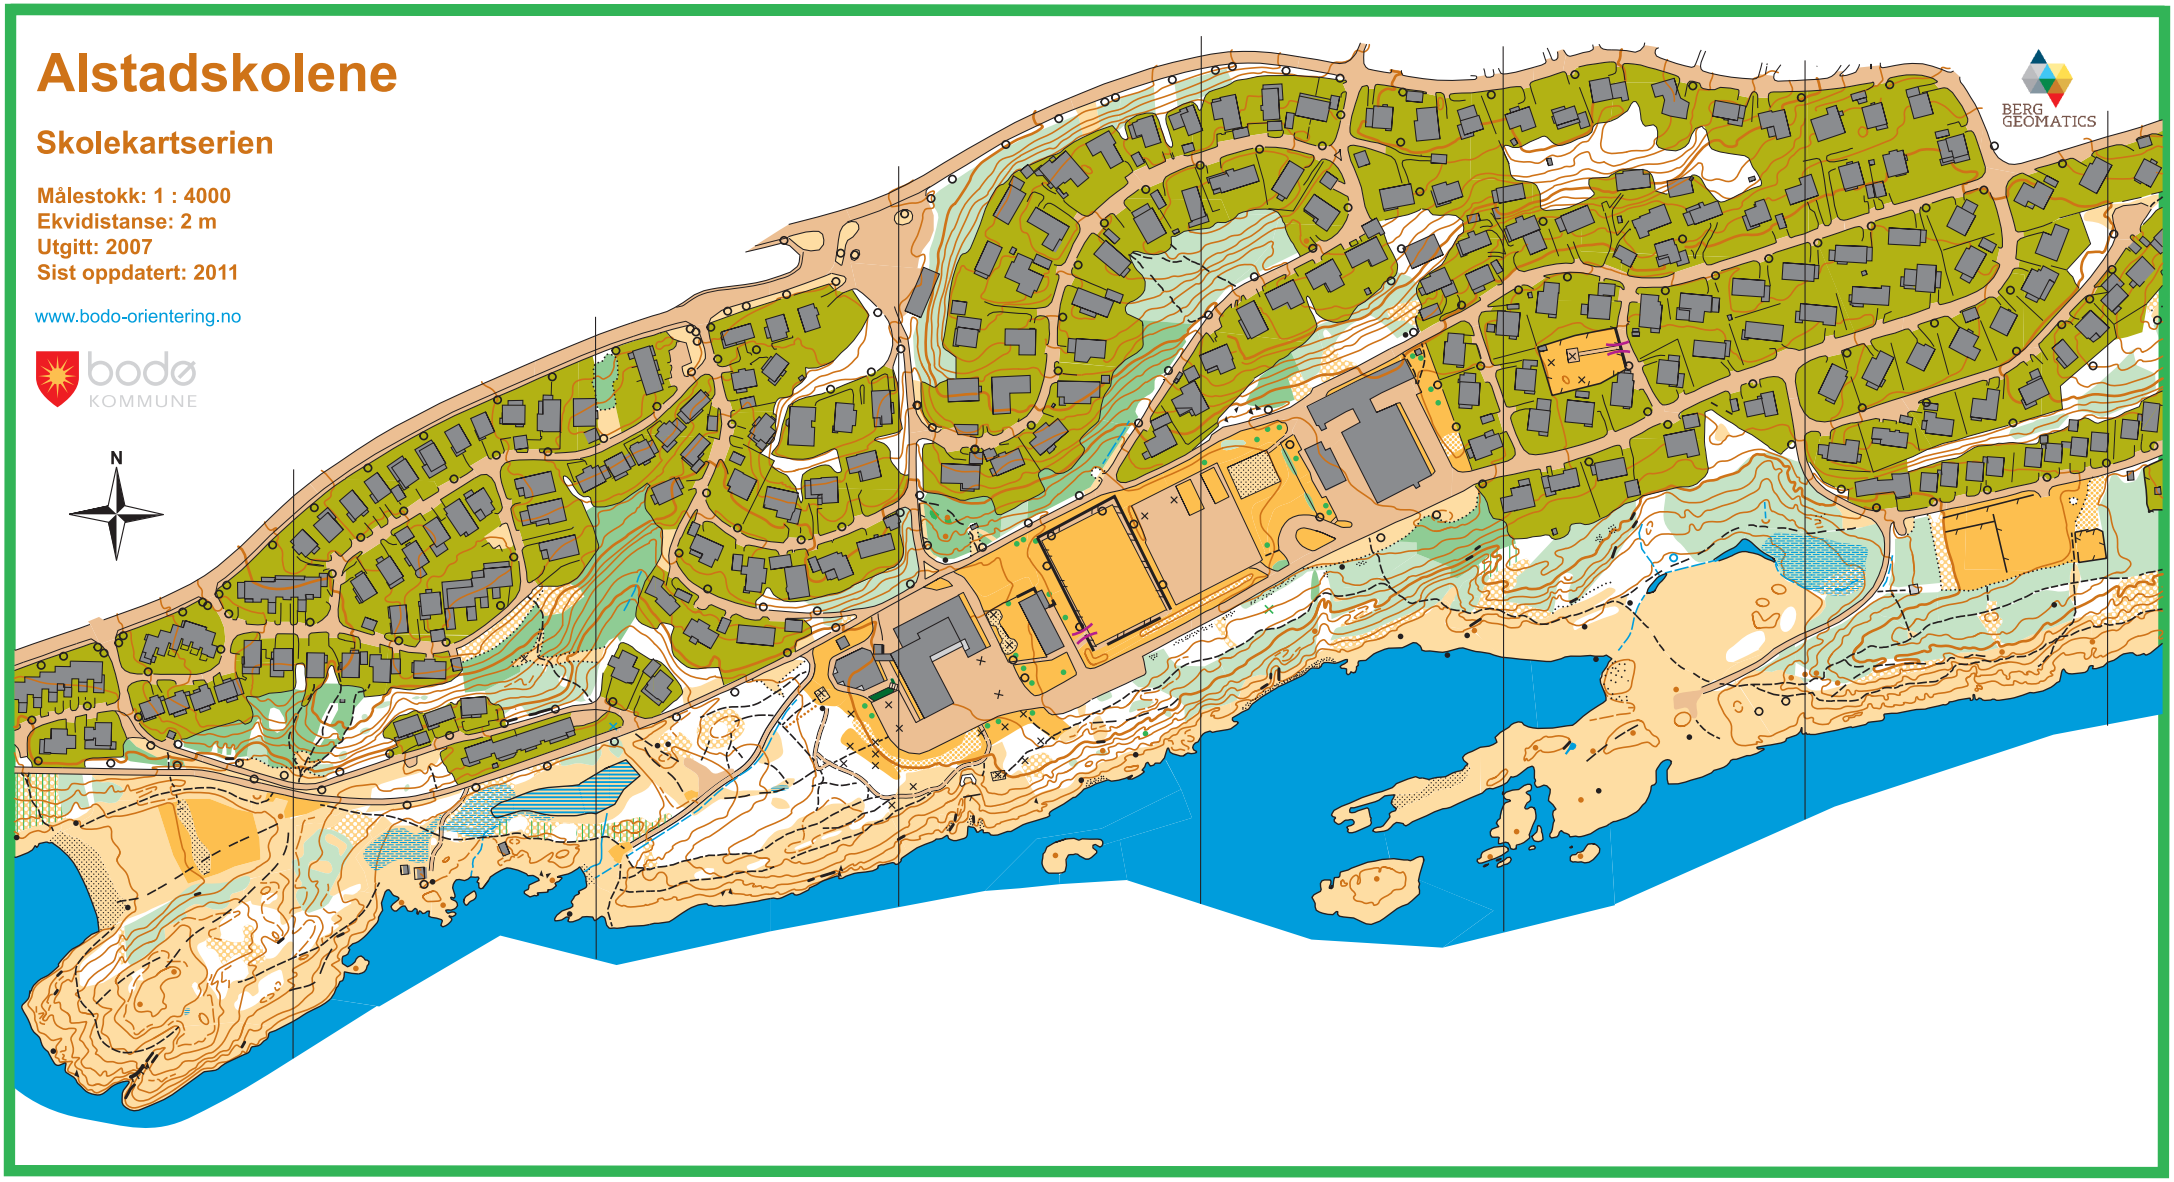 Alstadskolene
Skolekartserien
Målestokk: 1 : 4000
Ekvidistanse: 2 m
Utgitt: 2007
Sist oppdatert: 2011
www.bodo-orientering.no
bodø
KOMMUNE
N
BERG
GEOMATICS